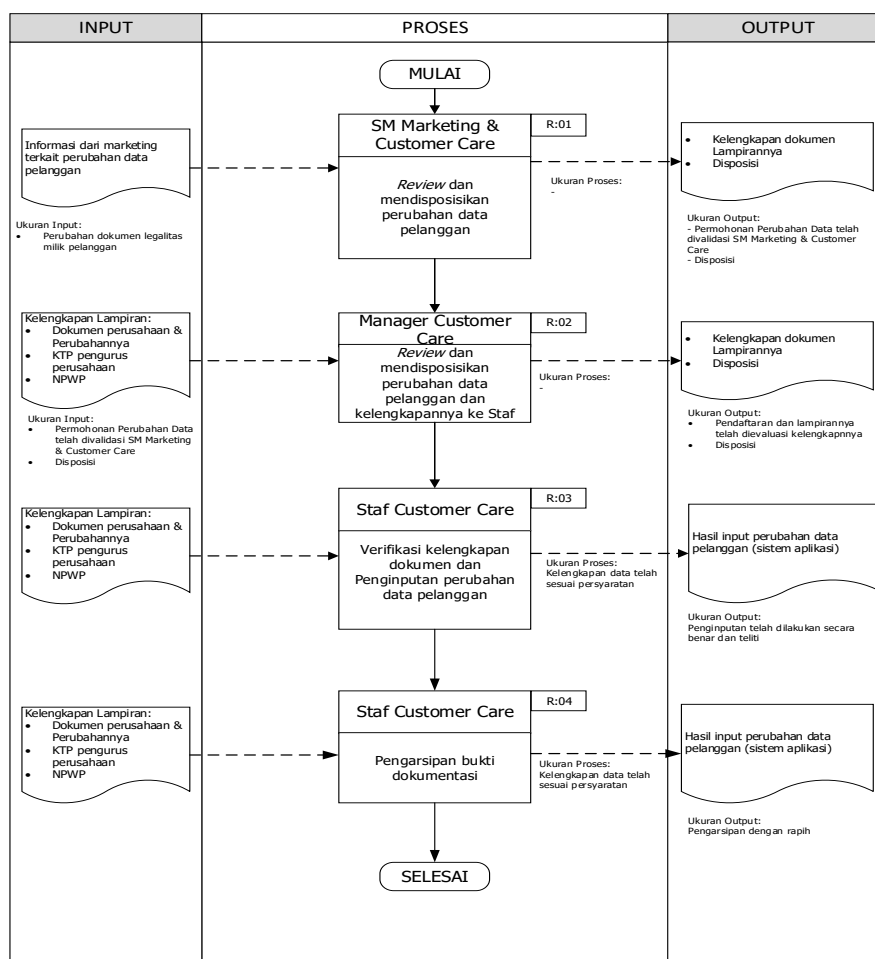 INPUT
PROSES
OUTPUT
MULAI
Informasi dari marketing
terkait perubahan data
pelanggan
Ukuran Input:
• Perubahan dokumen legalitas
milik pelanggan
SM Marketing &
Customer Care
R:01
Review dan
mendisposisikan
perubahan data
pelanggan
Ukuran Proses:
-
• Kelengkapan dokumen
Lampirannya
• Disposisi
Ukuran Output:
- Permohonan Perubahan Data telah
divalidasi SM Marketing & Customer
Care
- Disposisi
Kelengkapan Lampiran:
• Dokumen perusahaan &
Perubahannya
• KTP pengurus
perusahaan
• NPWP
Ukuran Input:
• Permohonan Perubahan Data
telah divalidasi SM Marketing
& Customer Care
• Disposisi
Manager Customer
Care
R:02
Review dan
mendisposisikan
perubahan data
pelanggan dan
kelengkapannya ke Staf
Ukuran Proses:
-
• Kelengkapan dokumen
Lampirannya
• Disposisi
Ukuran Output:
• Pendaftaran dan lampirannya
telah dievaluasi kelengkapnnya
• Disposisi
Kelengkapan Lampiran:
• Dokumen perusahaan &
Perubahannya
• KTP pengurus
perusahaan
• NPWP
Staf Customer Care
R:03
Verifikasi kelengkapan
dokumen dan
Penginputan perubahan
data pelanggan
Ukuran Proses:
Kelengkapan data telah
sesuai persyaratan
Hasil input perubahan data
pelanggan (sistem aplikasi)
Ukuran Output:
Penginputan telah dilakukan secara
benar dan teliti
Kelengkapan Lampiran:
• Dokumen perusahaan &
Perubahannya
• KTP pengurus
perusahaan
• NPWP
Staf Customer Care
R:04
Pengarsipan bukti
dokumentasi
Ukuran Proses:
Kelengkapan data telah
sesuai persyaratan
Hasil input perubahan data
pelanggan (sistem aplikasi)
Ukuran Output:
Pengarsipan dengan rapih
SELESAI